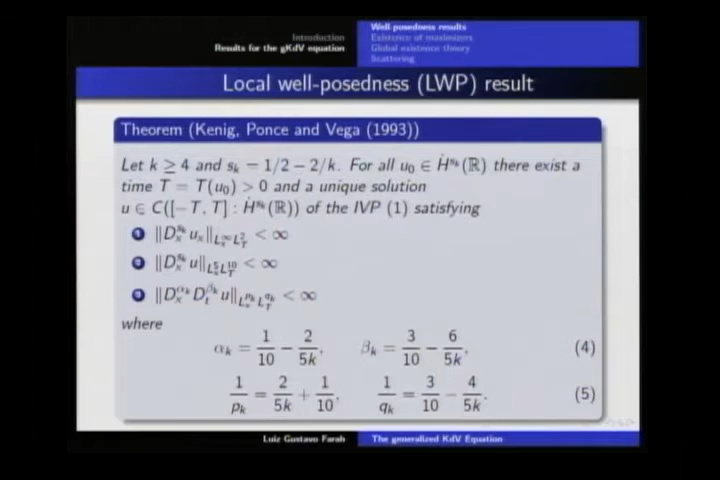 Introduction
Results for the gKdV equation
Well-posedness results
Existence of maximizers
Global existence theory
Scattering
Local well-posedness (LWP) result
Theorem (Kenig, Ponce and Vega (1993))
Let k ≥ 4 and s_k = 1/2 − 2/k. For all u_0 ∈ Ḣ^{s_k}(ℝ) there exist a
time T = T(u_0) > 0 and a unique solution
u ∈ C([−T, T] : Ḣ^{s_k}(ℝ)) of the IVP (1) satisfying
1 ‖D_x^{s_k} u_x‖_{L_x^∞ L_T^2} < ∞
2 ‖D_x^{s_k} u‖_{L_x^5 L_T^{10}} < ∞
3 ‖D_x^{α_k} D_t^{β_k} u‖_{L_x^{p_k} L_T^{q_k}} < ∞
where
α_k = 1/10 − 2/5k, β_k = 3/10 − 6/5k, (4)
1/p_k = 2/5k + 1/10, 1/q_k = 3/10 − 4/5k. (5)
Luiz Gustavo Farah
The generalized KdV Equation